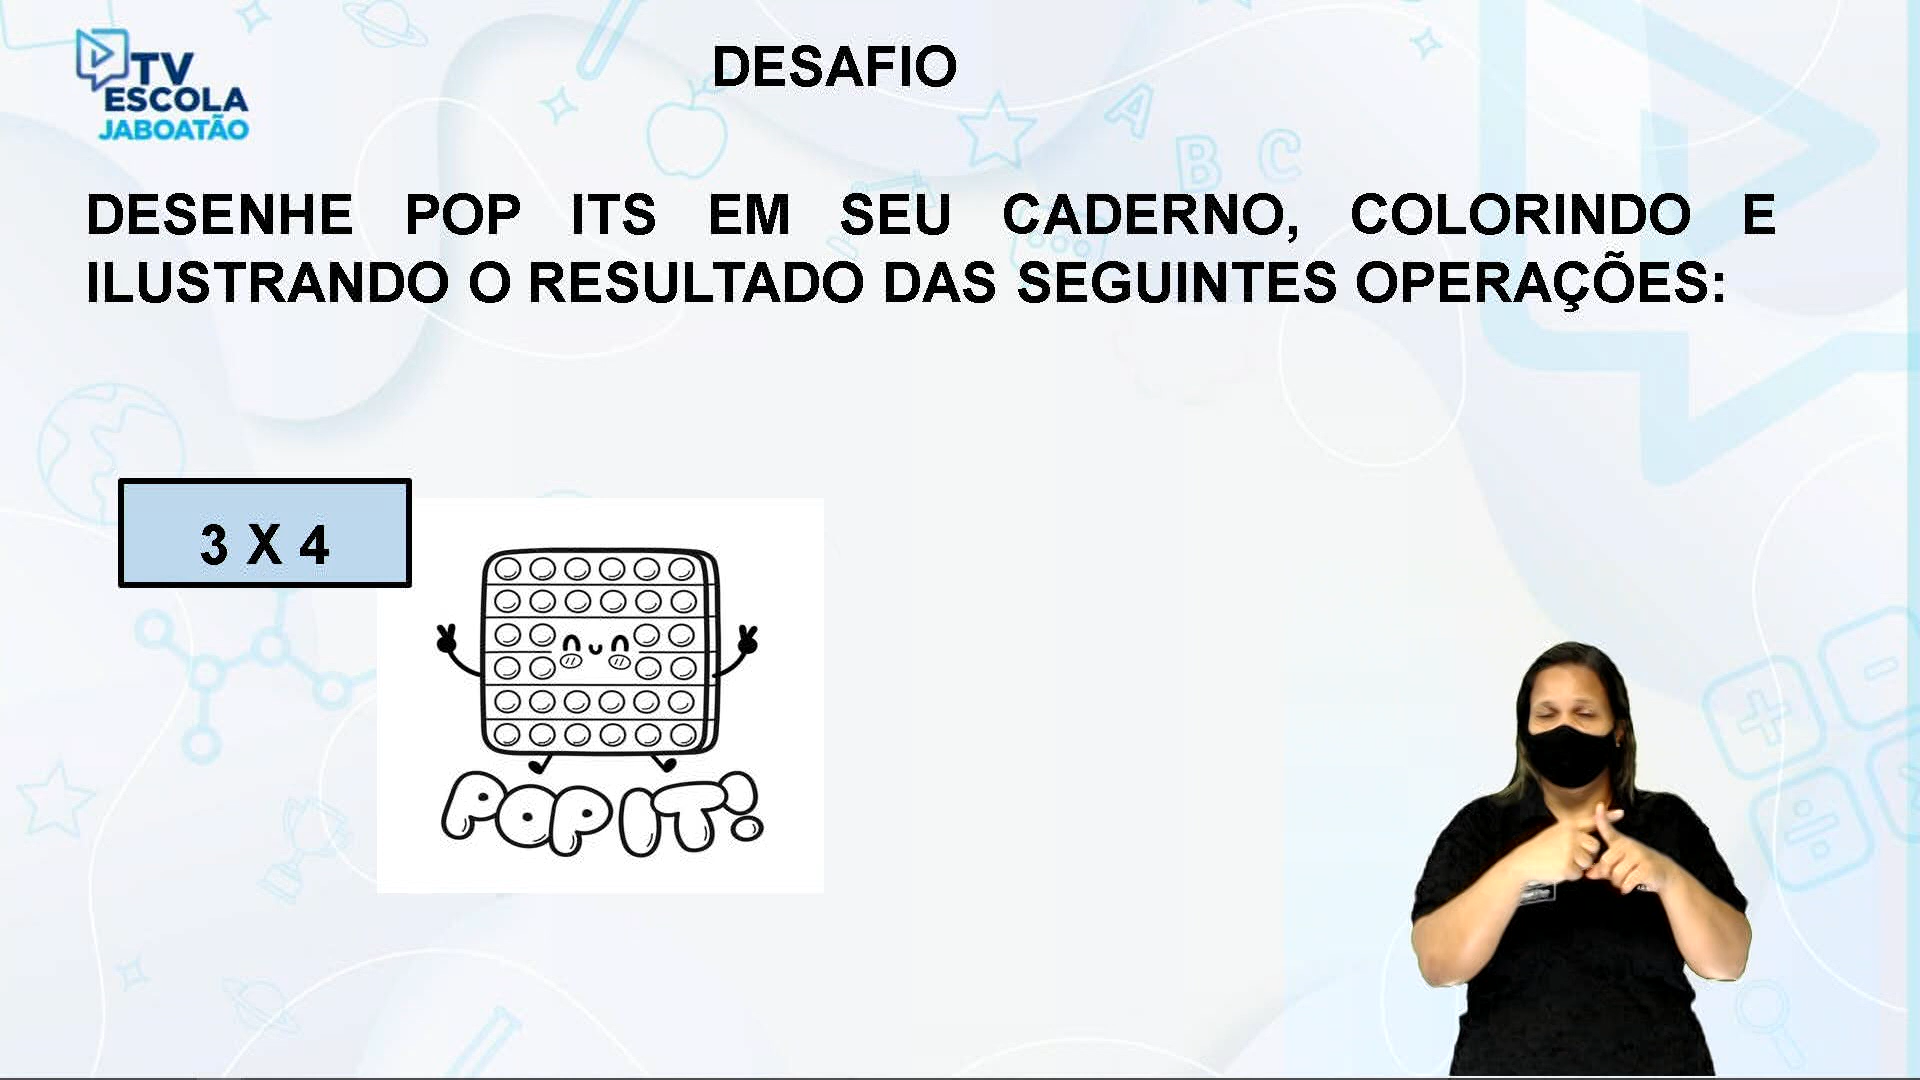 TV
ESCOLA
JABOATÃO
DESAFIO
DESENHE POP ITS EM SEU CADERNO, COLORINDO E
ILUSTRANDO O RESULTADO DAS SEGUINTES OPERAÇÕES:
A B C
3 X 4
POP IT!